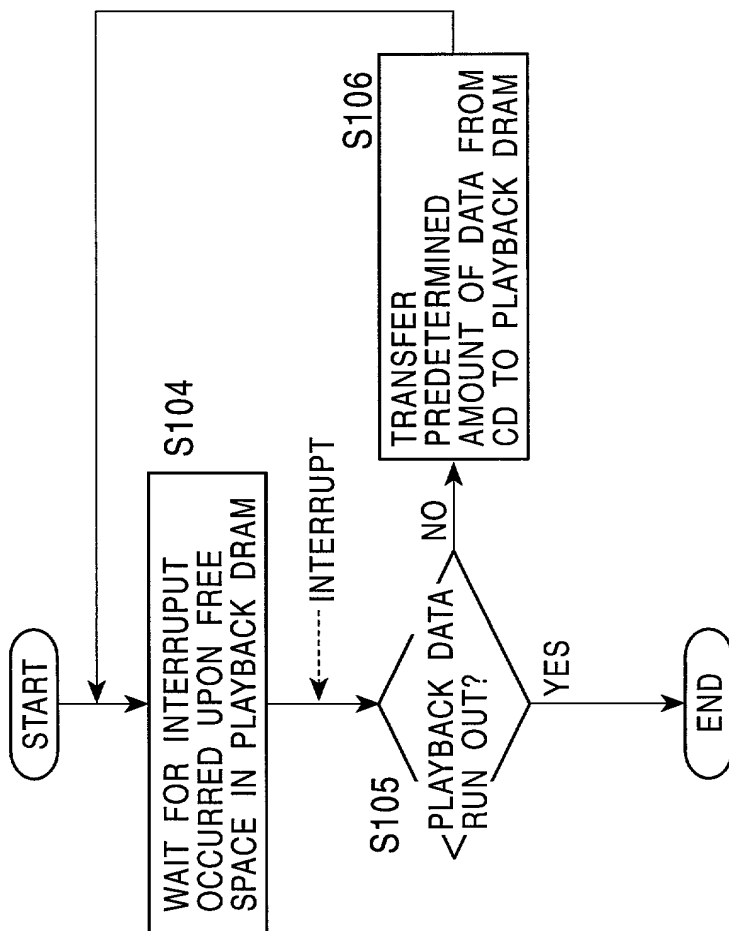 START
S104
WAIT FOR INTERRUPUT
OCCURRED UPON FREE
SPACE IN PLAYBACK DRAM
INTERRUPT
S105
PLAYBACK DATA
RUN OUT?
NO
YES
S106
TRANSFER
PREDETERMINED
AMOUNT OF DATA FROM
CD TO PLAYBACK DRAM
END